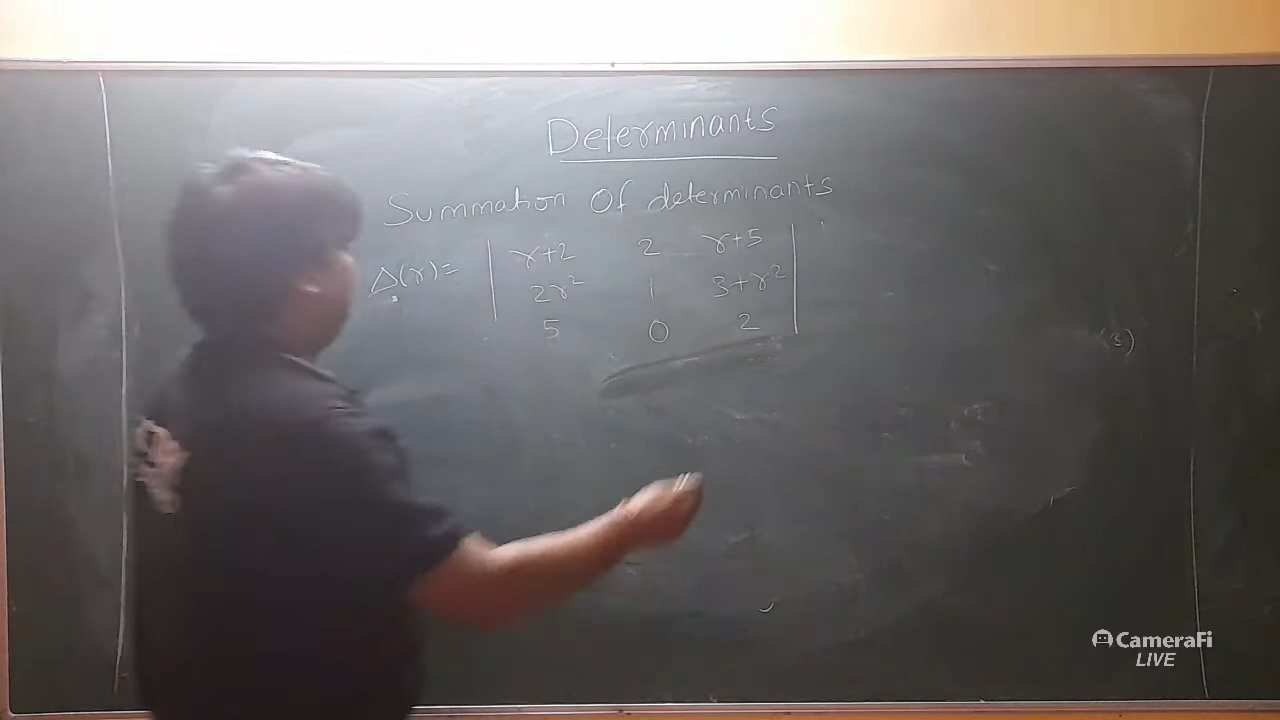 Determinants
Summation Of determinants
Δ(r) = | r+2 2 r+5 |
| 2r² 1 3+r² |
| 5 0 2 |
(s)
CameraFi
LIVE